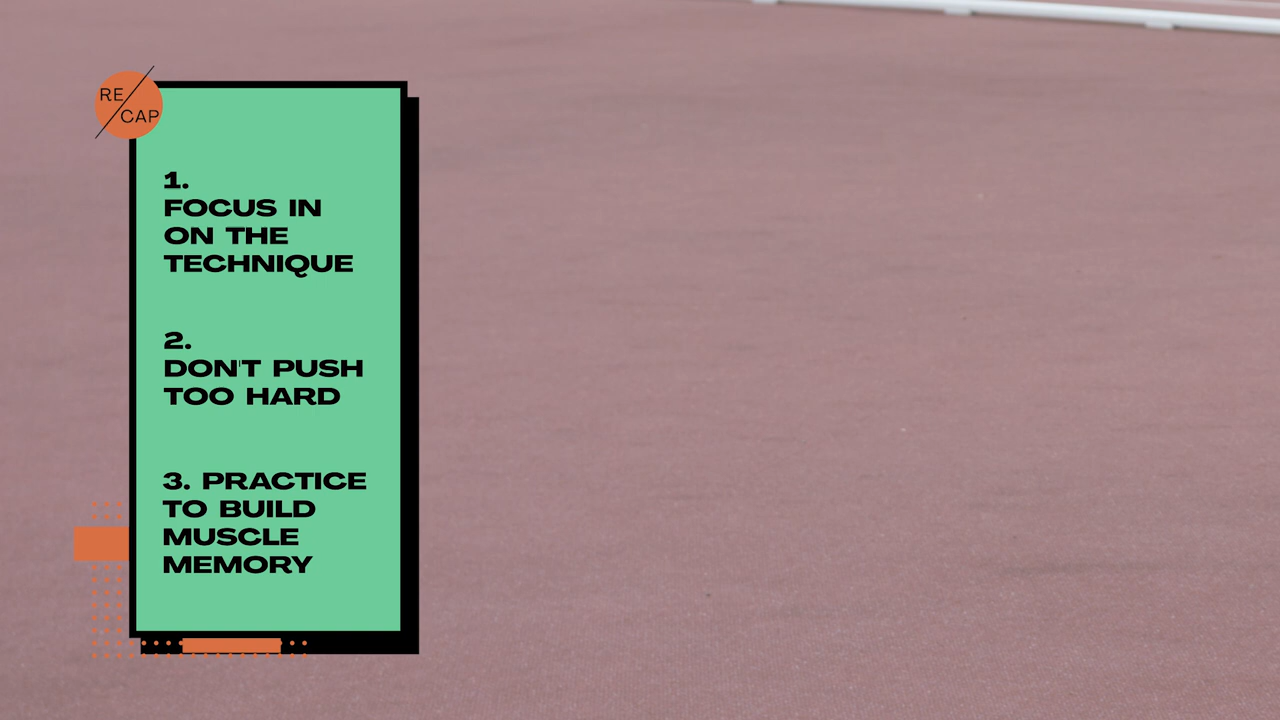 RE/
CAP
1.
FOCUS IN
ON THE
TECHNIQUE
2.
DON'T PUSH
TOO HARD
3. PRACTICE
TO BUILD
MUSCLE
MEMORY